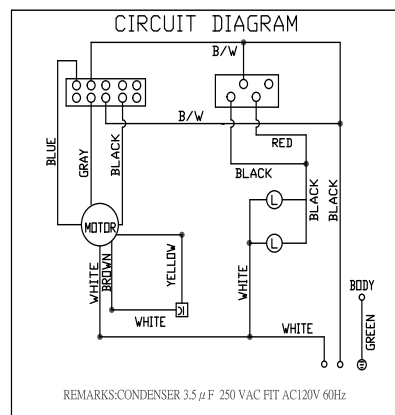 CIRCUIT DIAGRAM
B/W
B/W
BLUE
GRAY
BLACK
RED
BLACK
BLACK
BLACK
L
L
MOTOR
WHITE
BROWN
YELLOW
WHITE
WHITE
WHITE
BODY
GREEN
REMARKS:CONDENSER 3.5 μ F 250 VAC FIT AC120V 60Hz